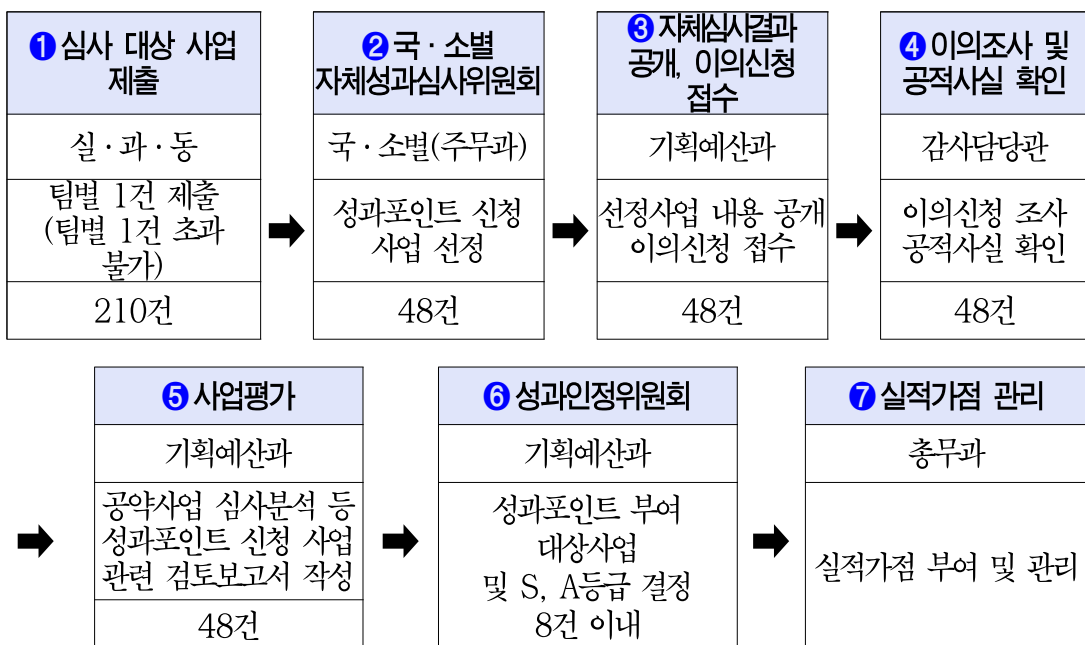 ❶심사 대상 사업
제출
실·과·동
팀별 1건 제출
(팀별 1건 초과
불가)
210건
❷국·소별
자체성과심사위원회
국·소별(주무과)
성과포인트 신청
사업 선정
48건
❸자체심사결과
공개, 이의신청
접수
기획예산과
선정사업 내용 공개
이의신청 접수
48건
❹이의조사 및
공적사실 확인
감사담당관
이의신청 조사
공적사실 확인
48건
❺사업평가
기획예산과
공약사업 심사분석 등
성과포인트 신청 사업
관련 검토보고서 작성
48건
❻성과인정위원회
기획예산과
성과포인트 부여
대상사업
및 S, A등급 결정
8건 이내
❼실적가점 관리
총무과
실적가점 부여 및 관리